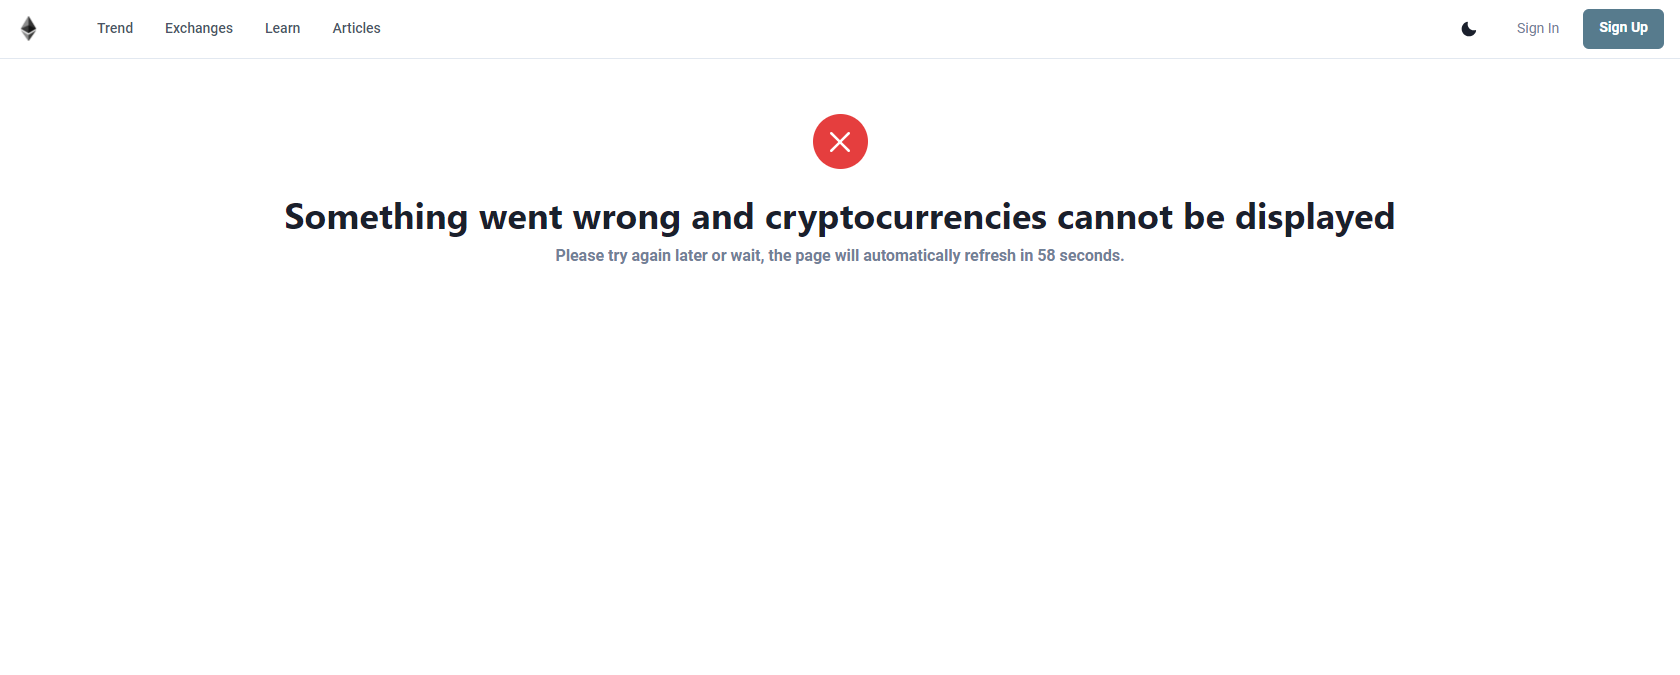 Trend Exchanges Learn Articles Sign In Sign Up
Something went wrong and cryptocurrencies cannot be displayed
Please try again later or wait, the page will automatically refresh in 58 seconds.